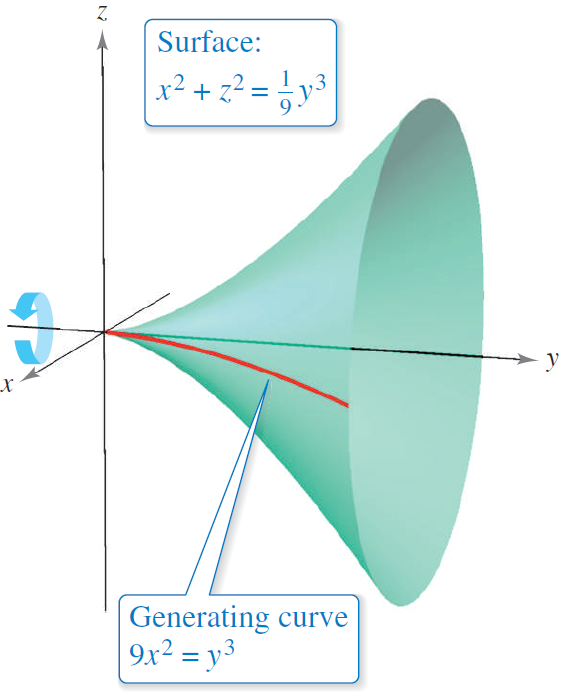 z
Surface:
x² + z² = 1/9 y³
y
x
Generating curve
9x² = y³